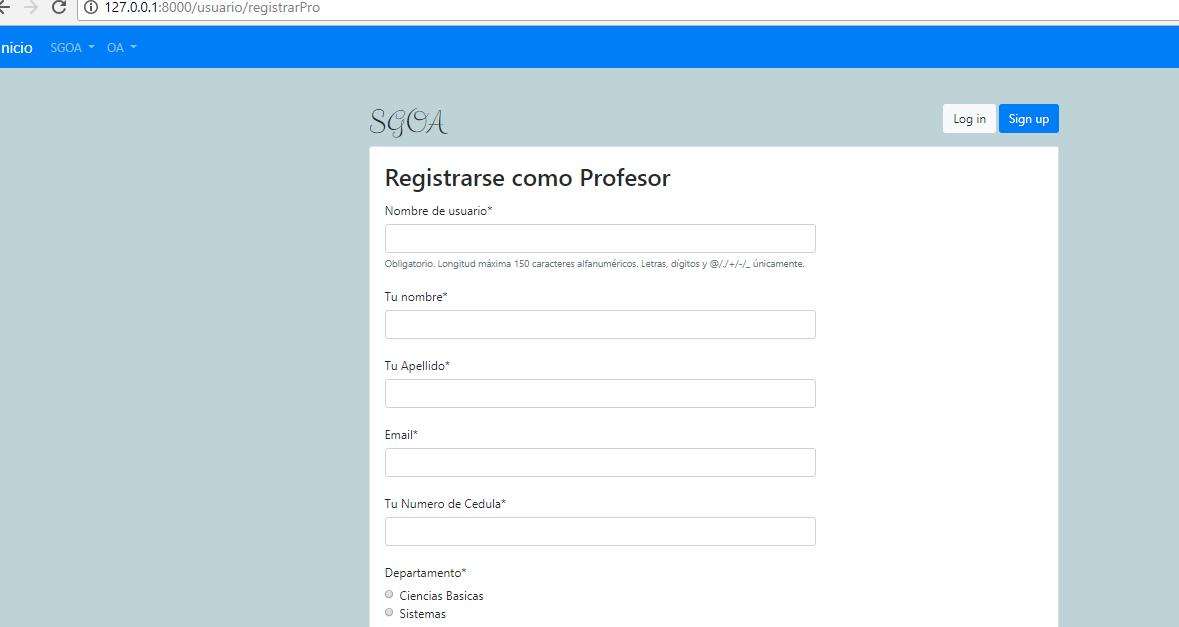 127.0.0.1:8000/usuario/registrarPro
nicio SGOA OA
SGOA
Log in Sign up
Registrarse como Profesor
Nombre de usuario*
Obligatorio. Longitud máxima 150 caracteres alfanuméricos. Letras, dígitos y @/./+/-/_ únicamente.
Tu nombre*
Tu Apellido*
Email*
Tu Numero de Cedula*
Departamento*
Ciencias Basicas
Sistemas